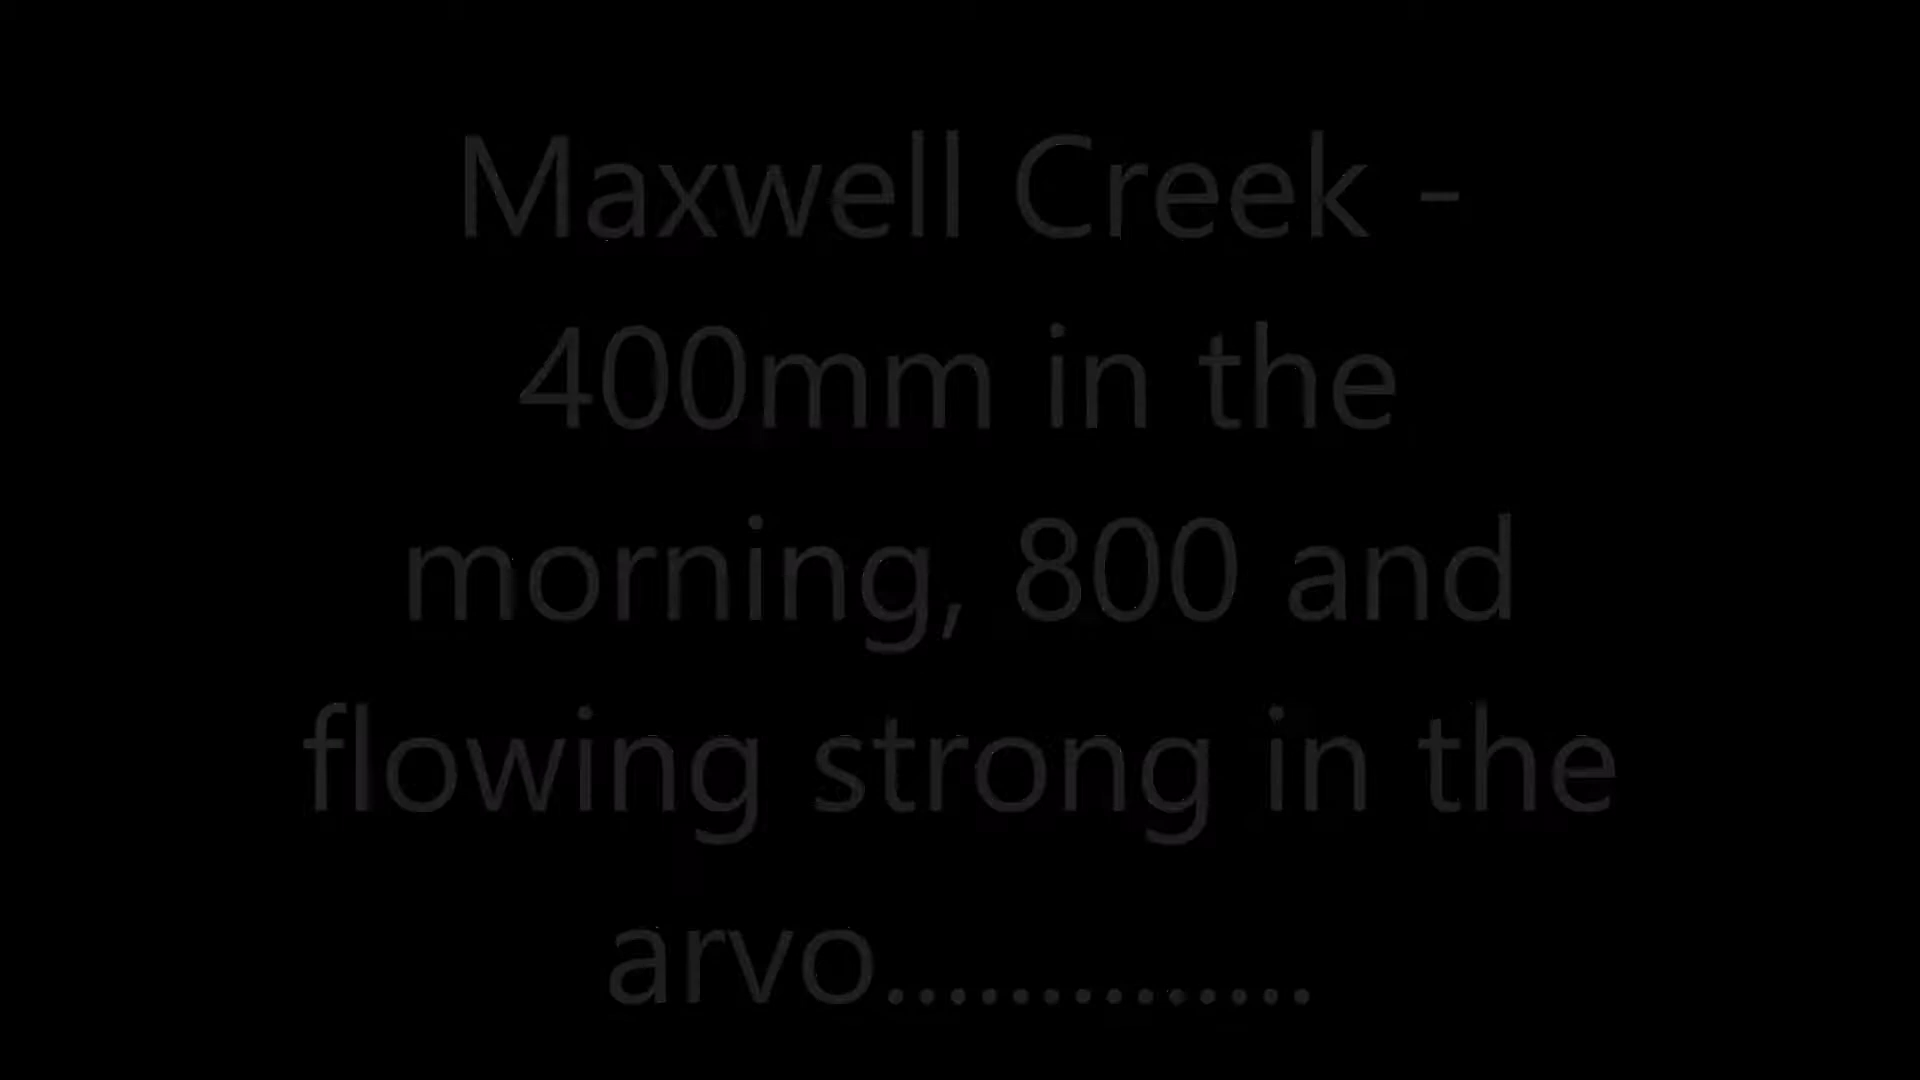 Maxwell Creek -
400mm in the
morning, 800 and
flowing strong in the
arvo..............